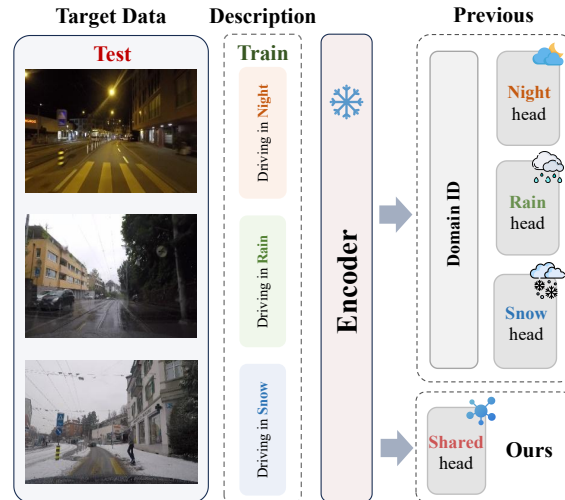 Target Data
Description
Previous
Test
Train
Driving in Night
Driving in Rain
Driving in Snow
Encoder
Domain ID
Night
head
Rain
head
Snow
head
Shared
head
Ours